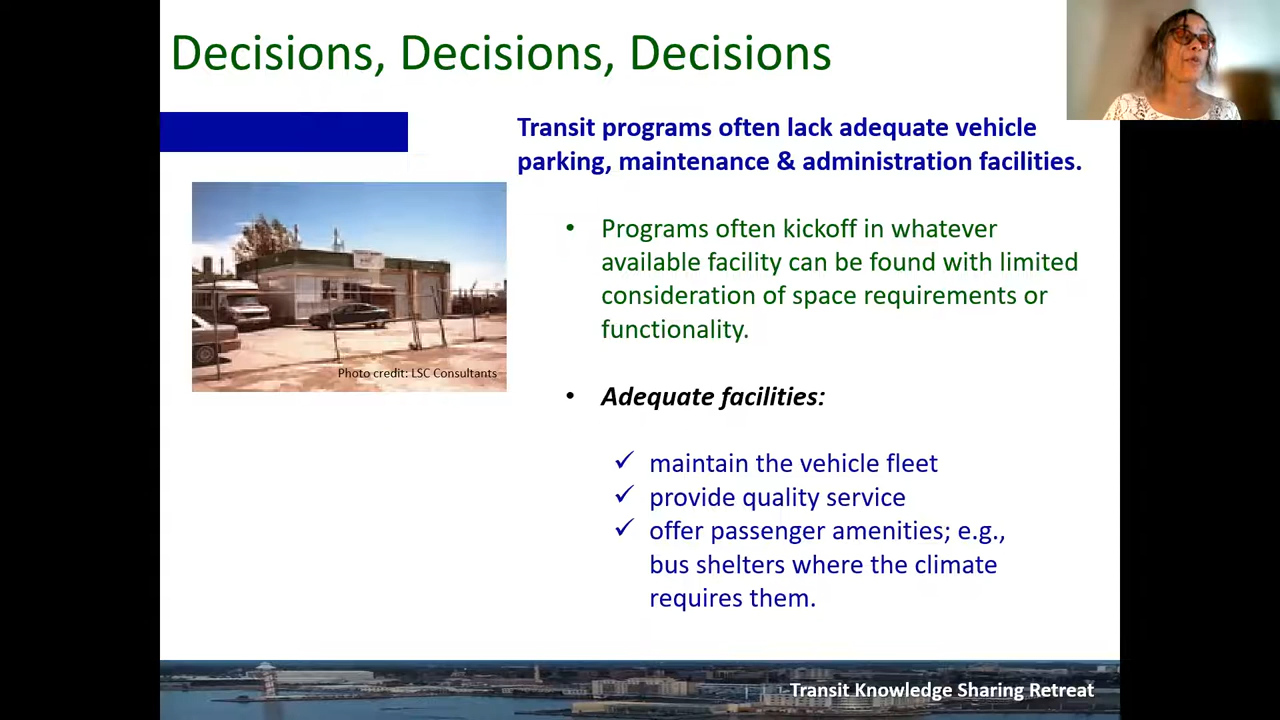 Decisions, Decisions, Decisions
Transit programs often lack adequate vehicle
parking, maintenance & administration facilities.
• Programs often kickoff in whatever
available facility can be found with limited
consideration of space requirements or
functionality.
Photo credit: LSC Consultants
• Adequate facilities:
✓ maintain the vehicle fleet
✓ provide quality service
✓ offer passenger amenities; e.g.,
bus shelters where the climate
requires them.
Transit Knowledge Sharing Retreat